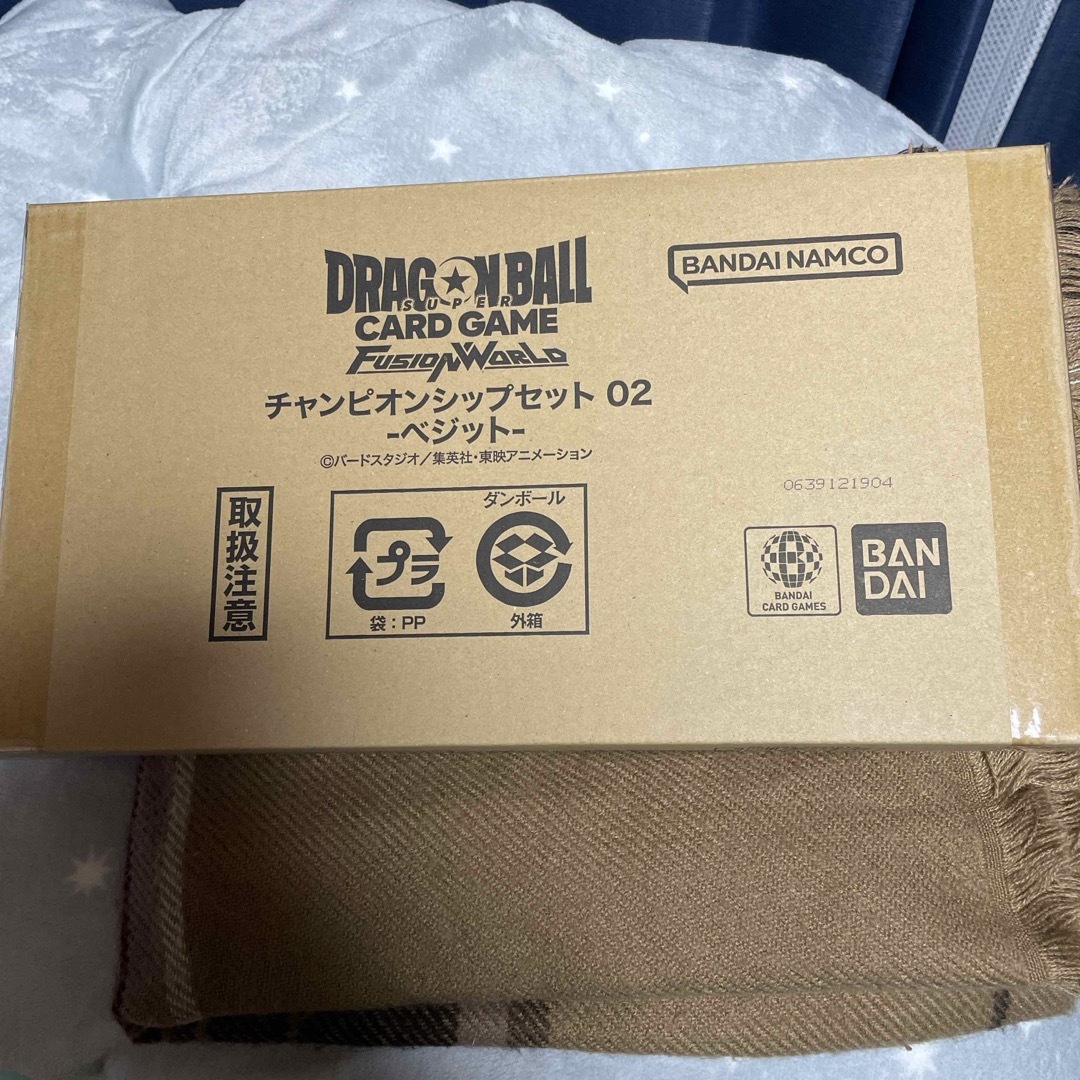 DRAGON BALL
SUPER
CARD GAME
FUSION WORLD
BANDAI NAMCO
チャンピオンシップセット 02
-ベジット-
©バードスタジオ／集英社・東映アニメーション
0639121904
取扱注意
ダンボール
プラ
袋：PP
外箱
BANDAI
CARD GAMES
BAN
DAI